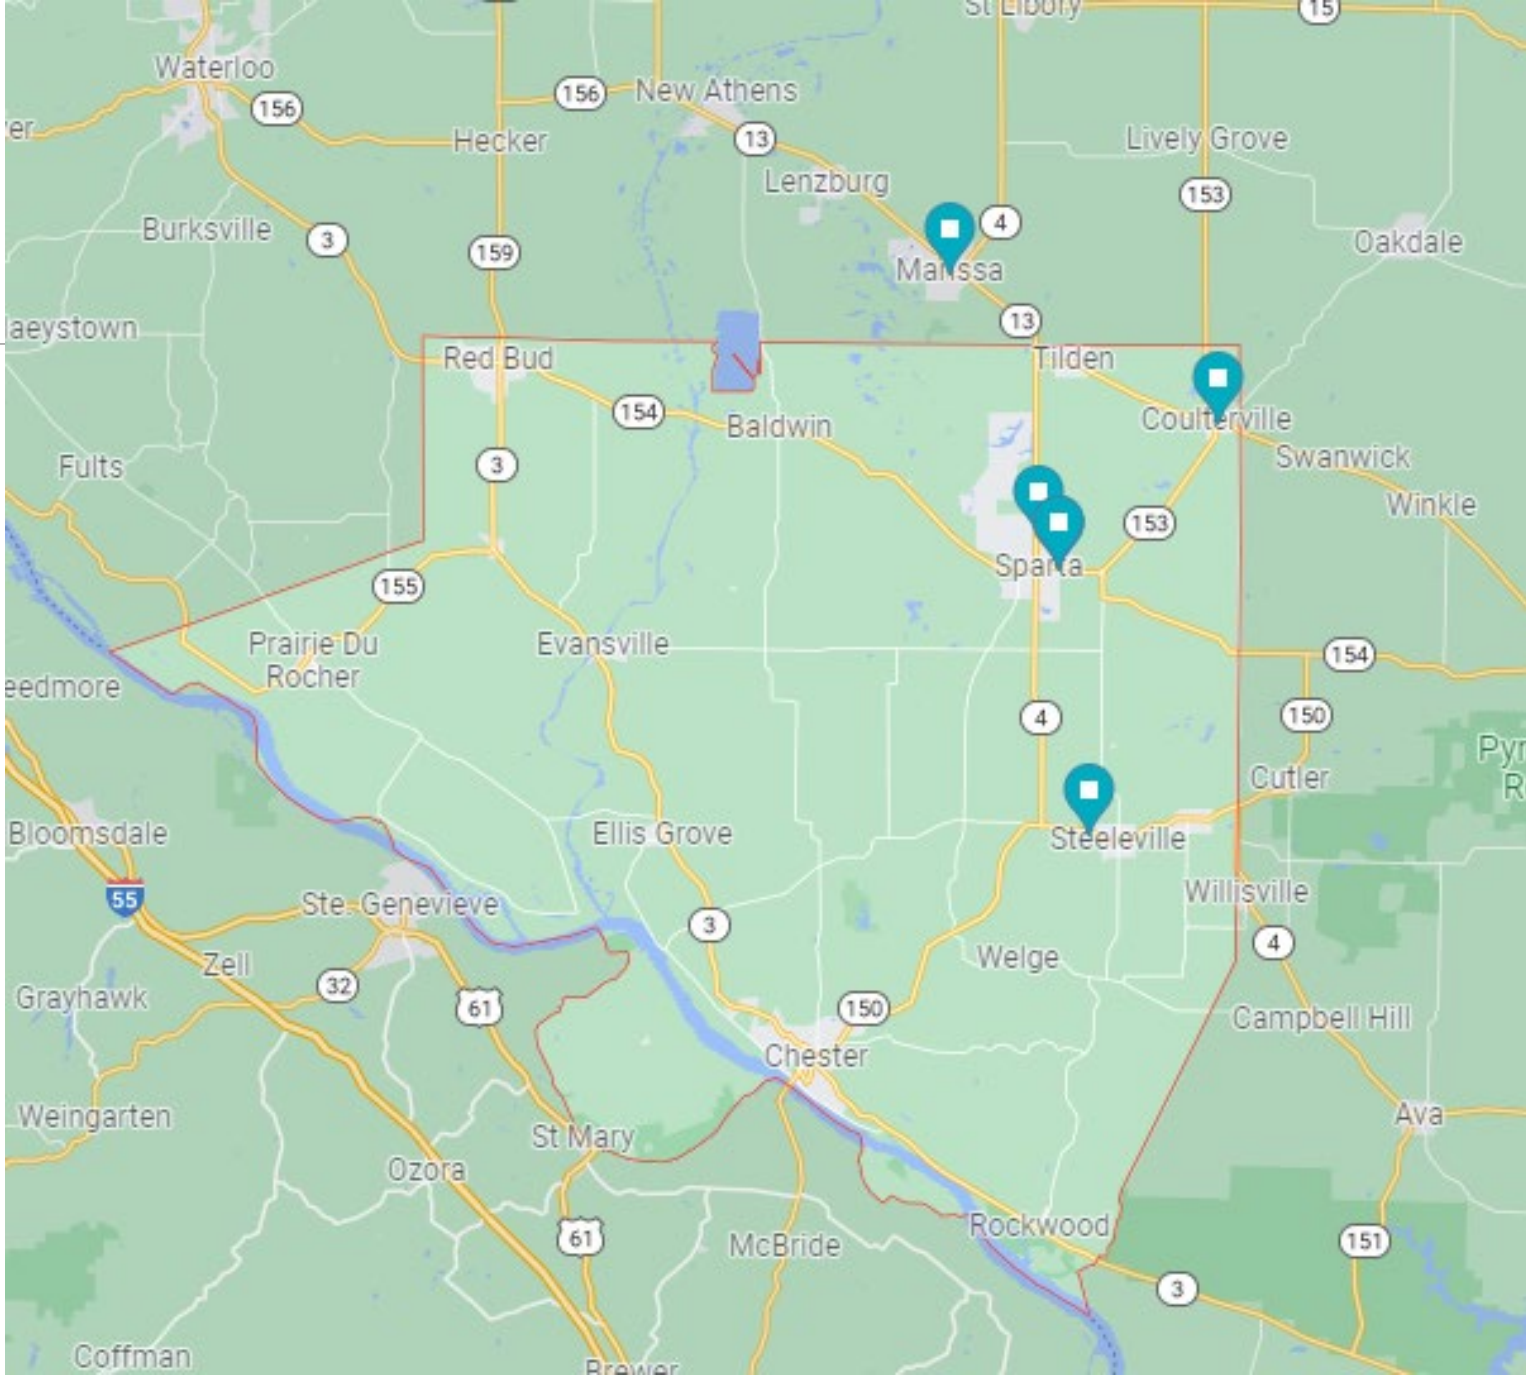 St Libory
15
Waterloo
156
156
New Athens
er
Hecker
13
Lively Grove
Lenzburg
153
Burksville
3
159
4
Oakdale
Marissa
aeystown
13
Red Bud
Tilden
154
Baldwin
Coulterville
Fults
3
Swanwick
Winkle
153
Sparta
155
Prairie Du
Rocher
Evansville
154
eedmore
4
150
Pyr
R
Cutler
Bloomsdale
Ellis Grove
Steeleville
55
Ste. Genevieve
Willisville
3
4
Zell
Welge
Grayhawk
32
61
150
Campbell Hill
Chester
Weingarten
St Mary
Ava
Ozora
Rockwood
61
McBride
151
3
Coffman
Brewer